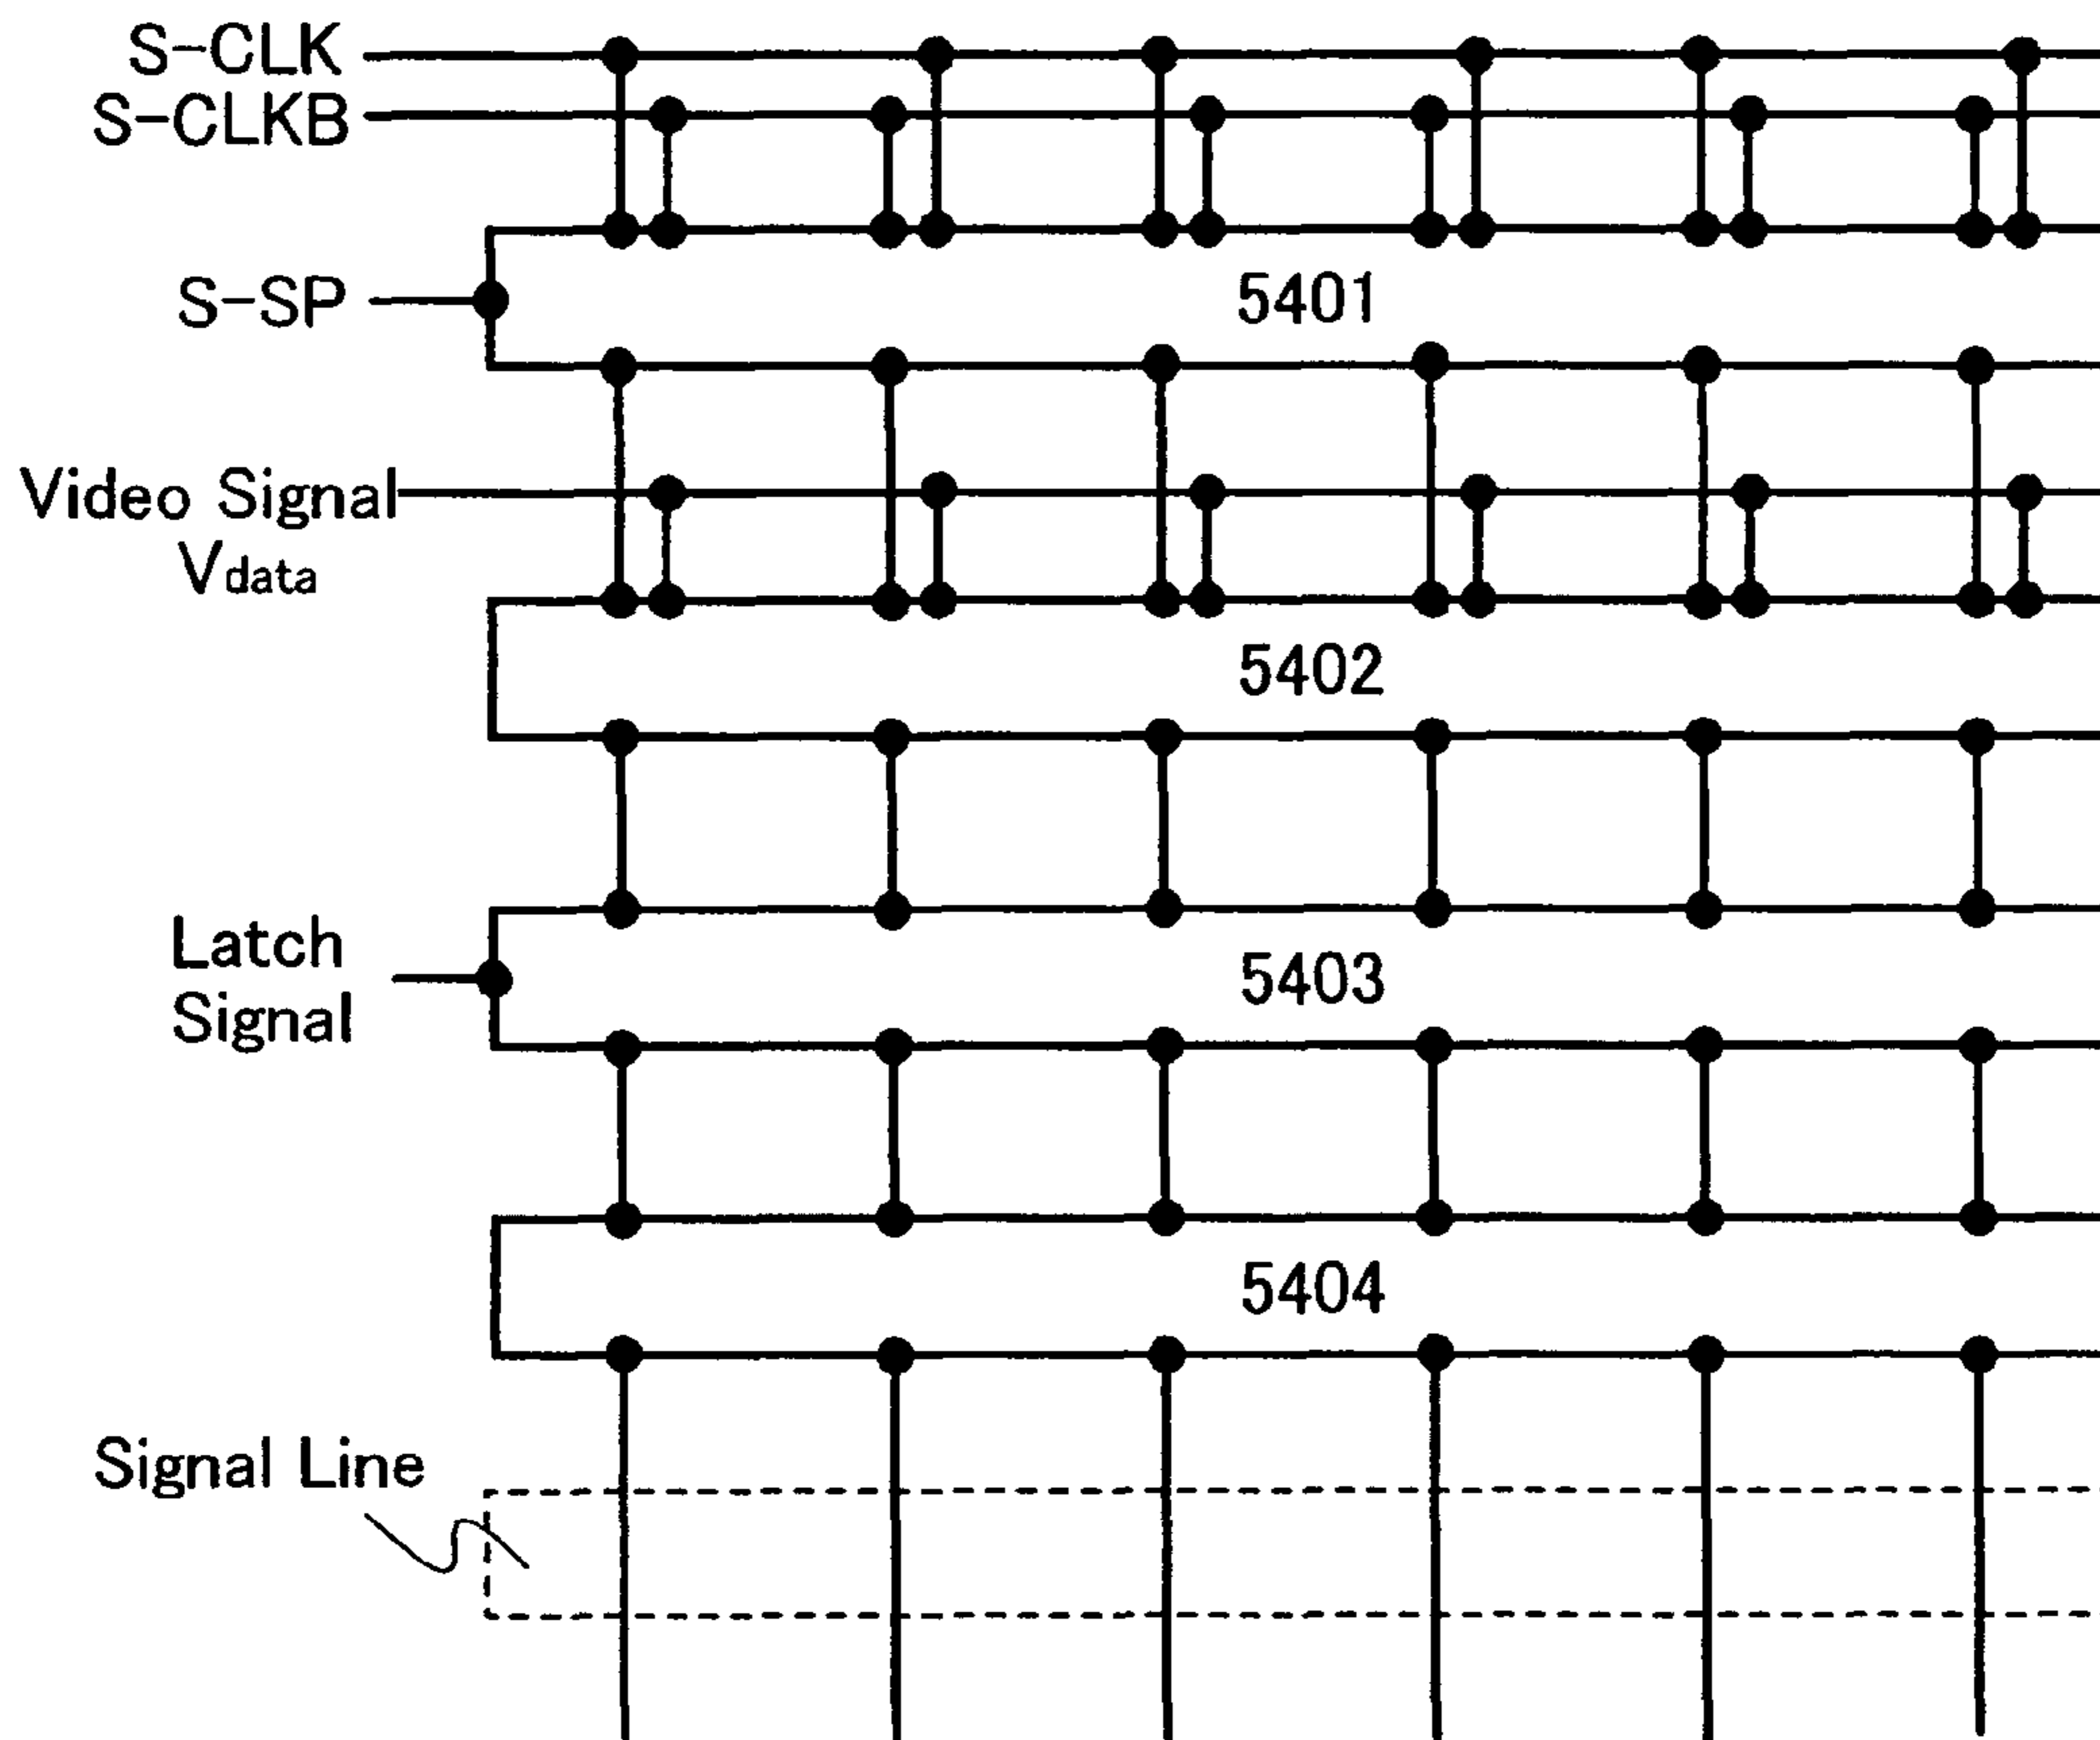 S-CLK
S-CLKB
S-SP
5401
Video Signal
Vdata
5402
Latch
Signal
5403
5404
Signal Line